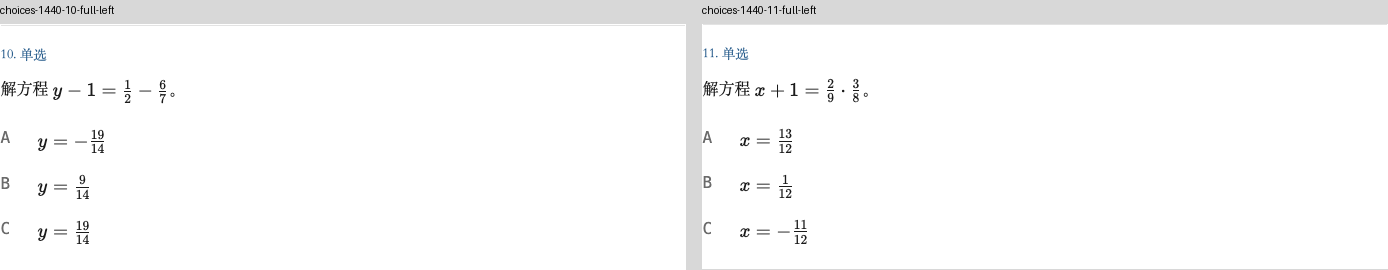 choices-1440-10-full-left
10. 单选
解方程 y − 1 = 1/2 − 6/7。
A y = −19/14
B y = 9/14
C y = 19/14
choices-1440-11-full-left
11. 单选
解方程 x + 1 = 2/9 · 3/8。
A x = 13/12
B x = 1/12
C x = −11/12